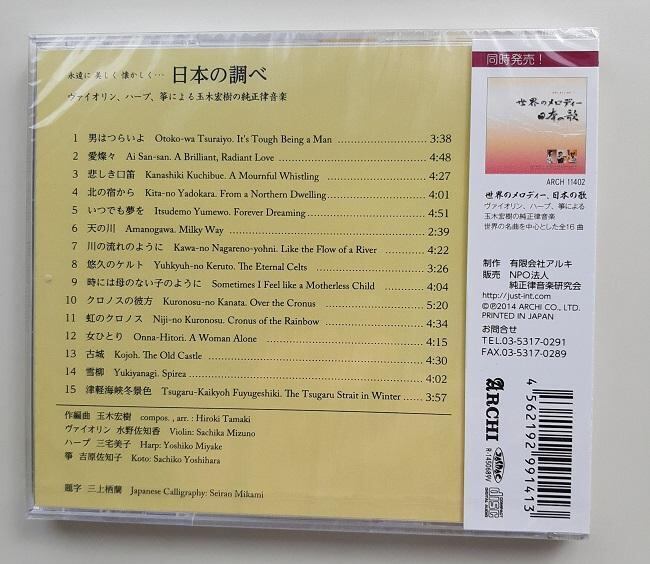 永遠に 美しく 懐かしく… 日本の調べ
ヴァイオリン、ハープ、箏による玉木宏樹の純正律音楽
1 男はつらいよ Otoko-wa Tsuraiyo. It's Tough Being a Man 3:38
2 愛燦々 Ai San-san. A Brilliant, Radiant Love 4:48
3 悲しき口笛 Kanashiki Kuchibue. A Mournful Whistling 4:27
4 北の宿から Kita-no Yadokara. From a Northern Dwelling 4:01
5 いつでも夢を Itsudemo Yumewo. Forever Dreaming 4:51
6 天の川 Amanogawa. Milky Way 2:39
7 川の流れのように Kawa-no Nagareno-yohni. Like the Flow of a River 4:22
8 悠久のケルト Yuhkyuh-no Keruto. The Eternal Celts 3:26
9 時には母のない子のように Sometimes I Feel like a Motherless Child 4:04
10 クロノスの彼方 Kuronosu-no Kanata. Over the Cronus 5:20
11 虹のクロノス Niji-no Kuronosu. Cronus of the Rainbow 4:34
12 女ひとり Onna-Hitori. A Woman Alone 4:15
13 古城 Kojoh. The Old Castle 4:30
14 雪柳 Yukiyanagi. Spirea 4:02
15 津軽海峡冬景色 Tsugaru-Kaikyoh Fuyugeshiki. The Tsugaru Strait in Winter 3:57
作編曲 玉木宏樹 compos., arr. : Hiroki Tamaki
ヴァイオリン 水野佐知香 Violin: Sachika Mizuno
ハープ 三宅美子 Harp: Yoshiko Miyake
箏 吉原佐知子 Koto: Sachiko Yoshihara
題字 三上栖蘭 Japanese Calligraphy: Seiran Mikami
同時発売！
世界のメロディー
日本の歌
ARCH 11402
世界のメロディー、日本の歌
ヴァイオリン、ハープ、箏による
玉木宏樹の純正律音楽
世界の名曲を中心とした全16曲
制作 有限会社アルキ
販売 NPO法人
純正律音楽研究会
http://just-int.com
©℗2014 ARCHI CO., LTD.
PRINTED IN JAPAN
お問合せ
TEL.03-5317-0291
FAX.03-5317-0289
ARCHI
JASRAC
R-1450689V
COMPACT
disc
DIGITAL AUDIO
4 562192 991413